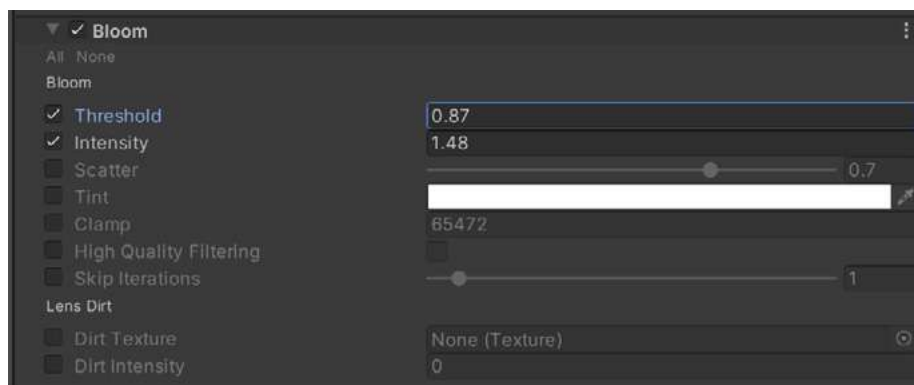 Bloom
All None
Bloom
Threshold 0.87
Intensity 1.48
Scatter 0.7
Tint
Clamp 65472
High Quality Filtering
Skip Iterations 1
Lens Dirt
Dirt Texture None (Texture)
Dirt Intensity 0